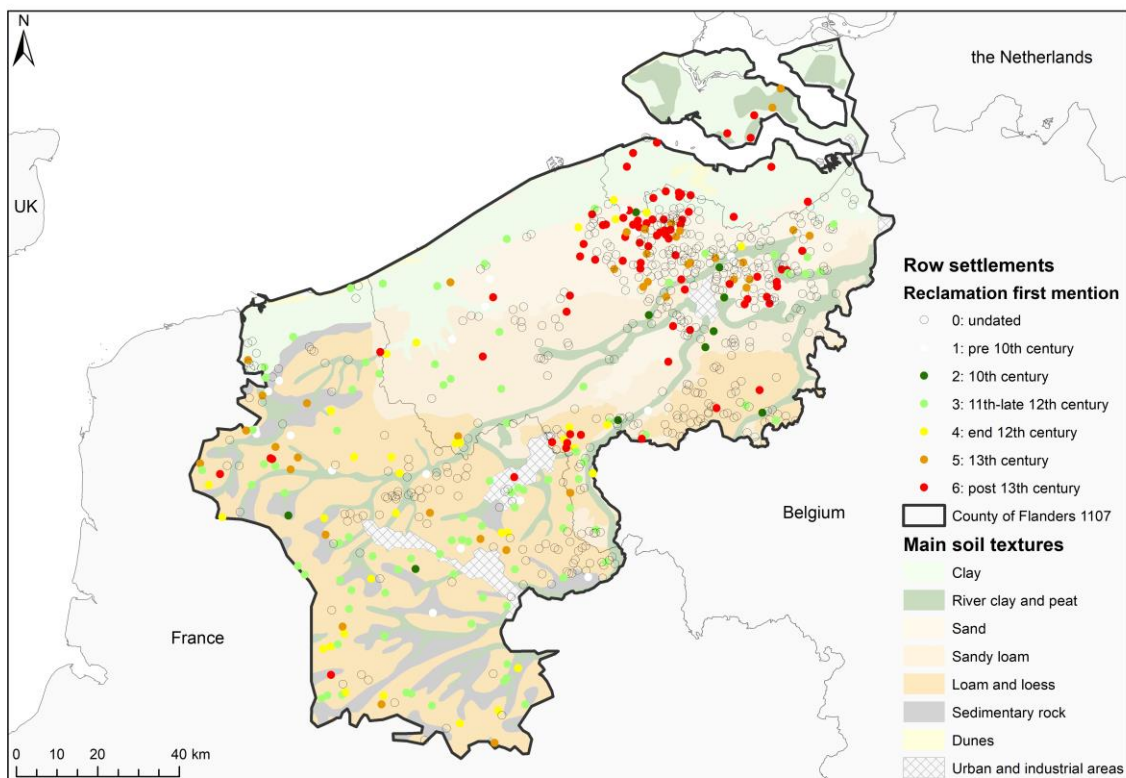 N
the Netherlands
UK
Row settlements
Reclamation first mention
0: undated
1: pre 10th century
2: 10th century
3: 11th-late 12th century
4: end 12th century
5: 13th century
6: post 13th century
County of Flanders 1107
Belgium
Main soil textures
Clay
River clay and peat
Sand
France
Sandy loam
Loam and loess
Sedimentary rock
Dunes
Urban and industrial areas
0 10 20 40 km